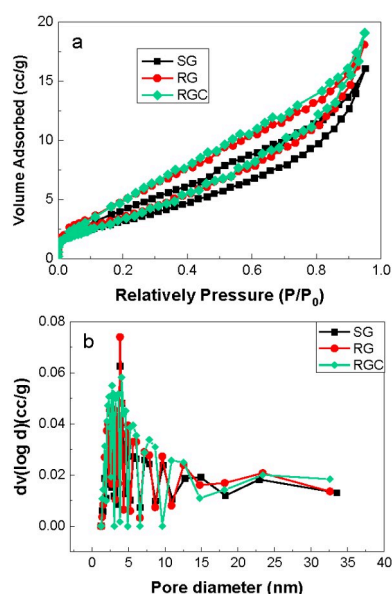 a
SG
RG
RGC
Volume Adsorbed (cc/g)
20
15
10
5
0
0.0 0.2 0.4 0.6 0.8 1.0
Relatively Pressure (P/P0)
b
SG
RG
RGC
dv(log d)(cc/g)
0.08
0.06
0.04
0.02
0.00
0 5 10 15 20 25 30 35 40
Pore diameter (nm)